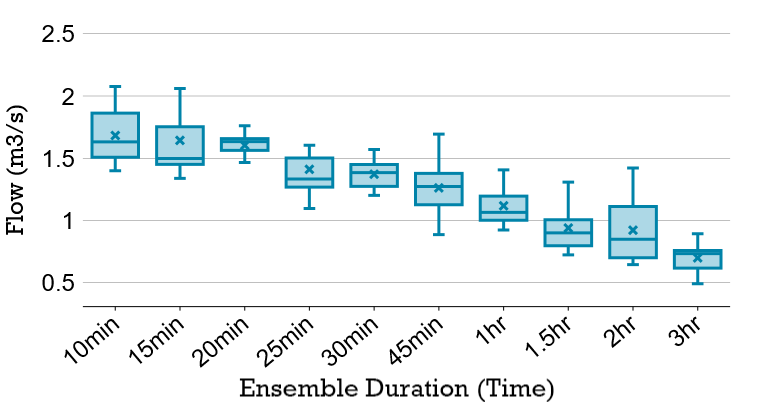 2.5
2
1.5
1
0.5
Flow (m3/s)
10min 15min 20min 25min 30min 45min 1hr 1.5hr 2hr 3hr
Ensemble Duration (Time)